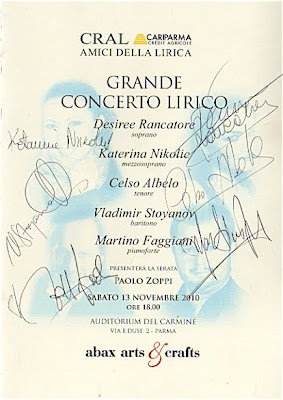 CRAL CARIPARMA
CRÉDIT AGRICOLE
AMICI DELLA LIRICA
GRANDE
CONCERTO LIRICO
Desiree Rancatore
soprano
Katerina Nikolic
mezzosoprano
Celso Albelo
tenore
Vladimir Stoyanov
baritono
Martino Faggiani
pianoforte
PRESENTERÀ LA SERATA
PAOLO ZOPPI
SABATO 13 NOVEMBRE 2010
ORE 18.00
AUDITORIUM DEL CARMINE
VIA E.DUSE, 2 - PARMA
abax arts & crafts